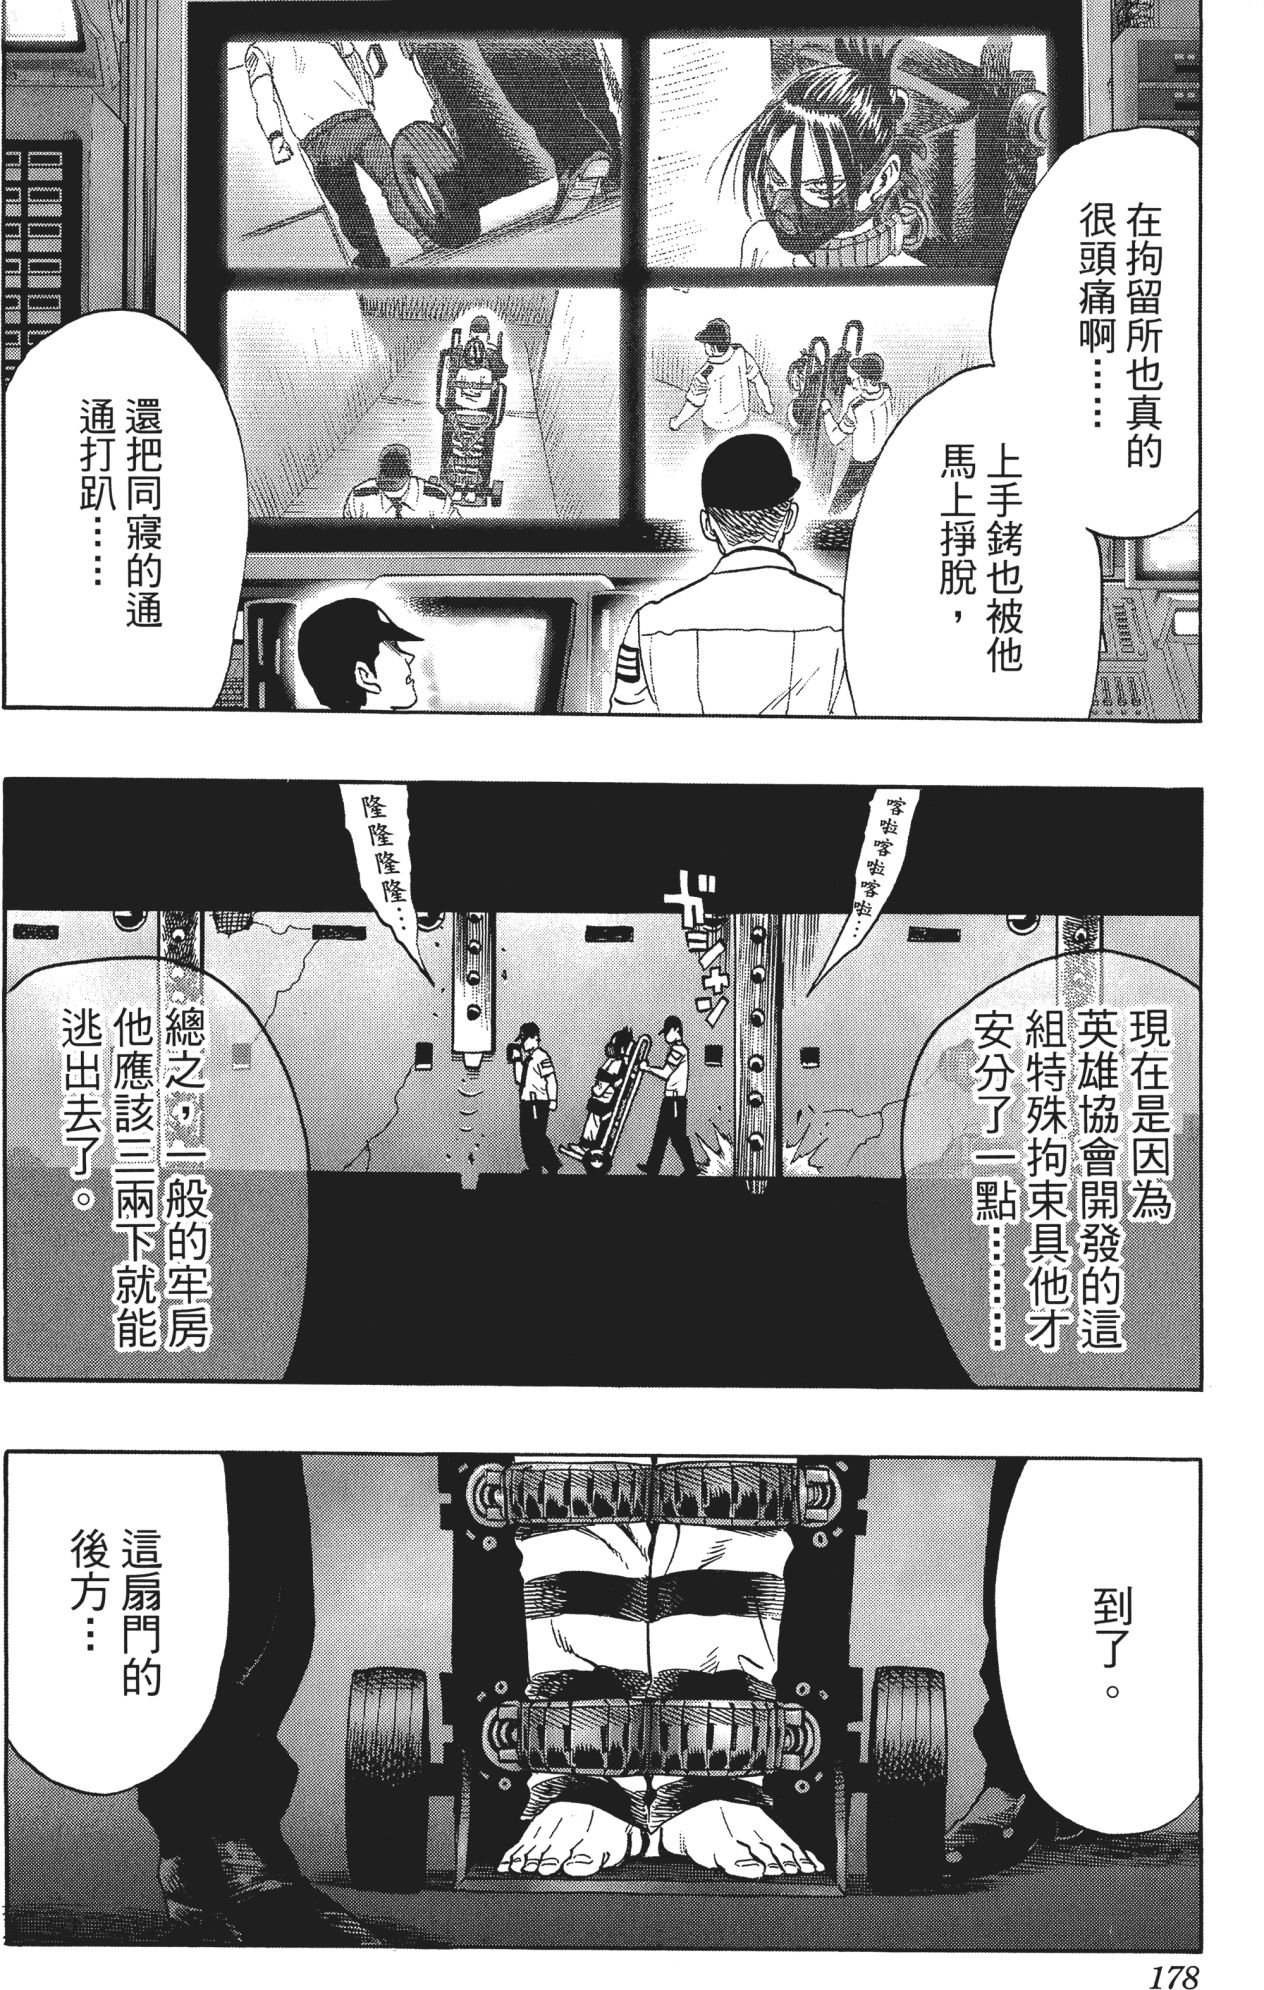 在拘留所也真的
很頭痛啊……
上手銬也被他
馬上掙脫，
還把同寢的通
通打趴……
喀啦喀啦喀啦…
ドシャン
隆隆隆隆…
現在是因為
英雄協會開發的這
組特殊拘束具他才
安分了一點………
總之，一般的牢房
他應該三兩下就能
逃出去了。
到了。
這扇門的
後方…
178